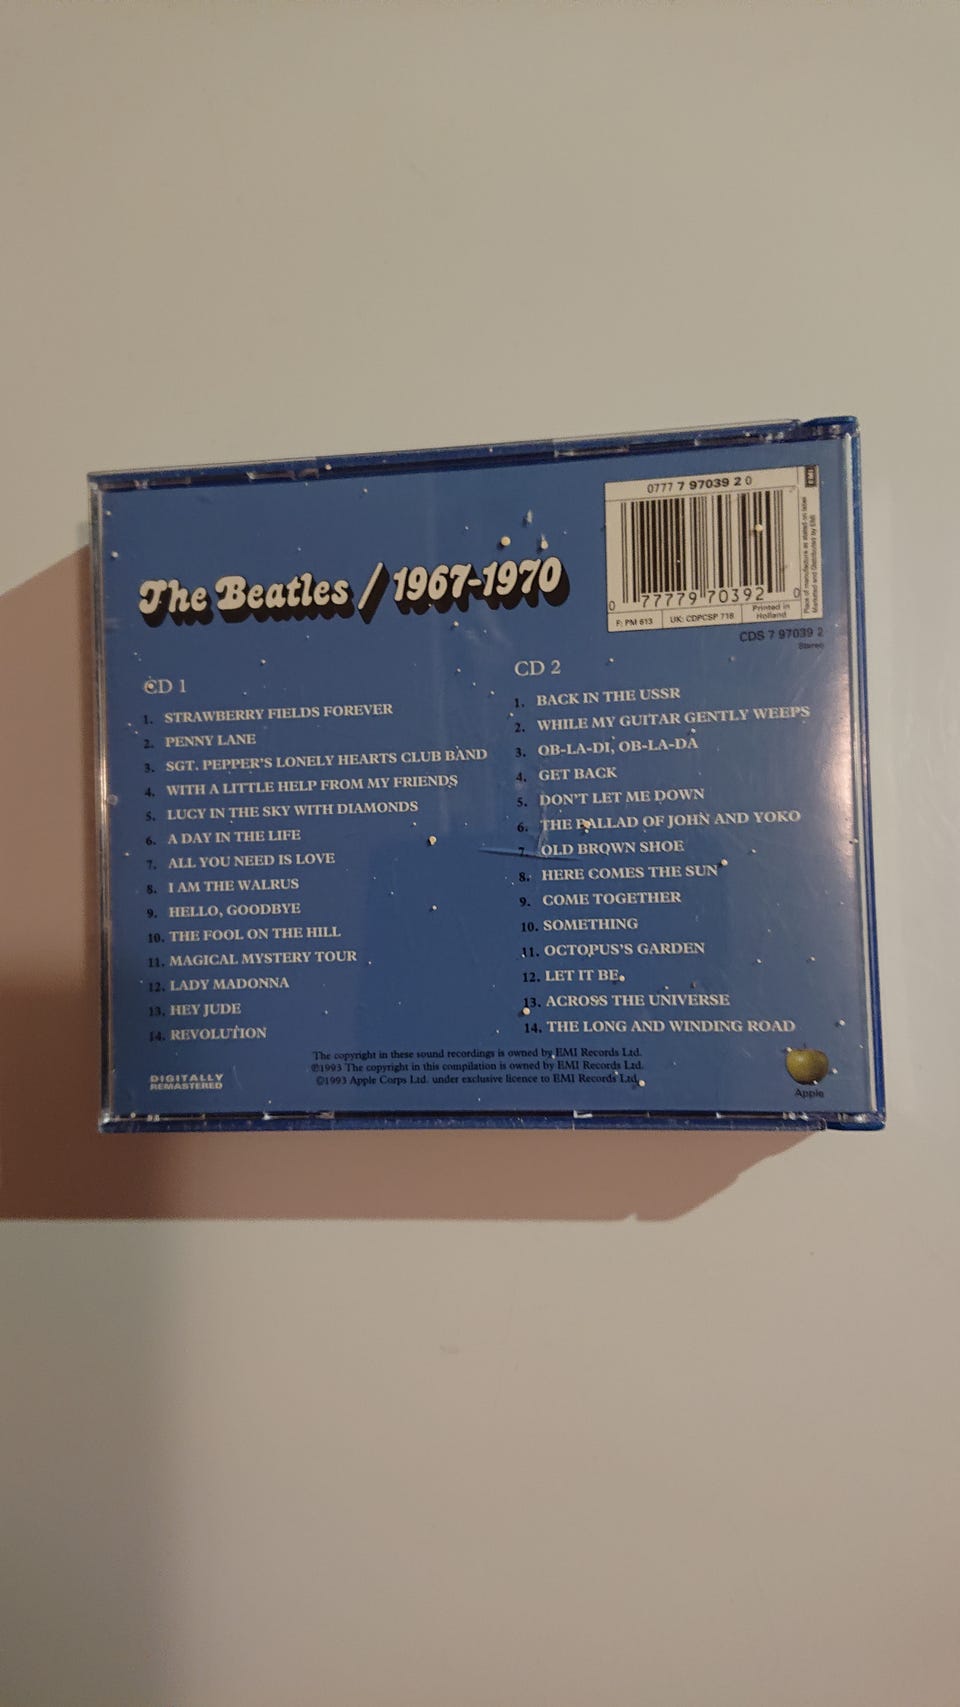 0777 7 97039 2 0
EMI
Place of manufacture as stated on label
Marketed and Distributed by EMI
0 77779 70392 0
F: PM 613
UK: CDPCSP 718
Printed in
Holland
CDS 7 97039 2
Stereo
The Beatles / 1967-1970
CD 1
1. STRAWBERRY FIELDS FOREVER
2. PENNY LANE
3. SGT. PEPPER'S LONELY HEARTS CLUB BAND
4. WITH A LITTLE HELP FROM MY FRIENDS
5. LUCY IN THE SKY WITH DIAMONDS
6. A DAY IN THE LIFE
7. ALL YOU NEED IS LOVE
8. I AM THE WALRUS
9. HELLO, GOODBYE
10. THE FOOL ON THE HILL
11. MAGICAL MYSTERY TOUR
12. LADY MADONNA
13. HEY JUDE
14. REVOLUTION
CD 2
1. BACK IN THE USSR
2. WHILE MY GUITAR GENTLY WEEPS
3. OB-LA-DI, OB-LA-DA
4. GET BACK
5. DON'T LET ME DOWN
6. THE BALLAD OF JOHN AND YOKO
7. OLD BROWN SHOE
8. HERE COMES THE SUN
9. COME TOGETHER
10. SOMETHING
11. OCTOPUS'S GARDEN
12. LET IT BE
13. ACROSS THE UNIVERSE
14. THE LONG AND WINDING ROAD
DIGITALLY
REMASTERED
The copyright in these sound recordings is owned by EMI Records Ltd.
℗1993 The copyright in this compilation is owned by EMI Records Ltd.
©1993 Apple Corps Ltd. under exclusive licence to EMI Records Ltd.
Apple